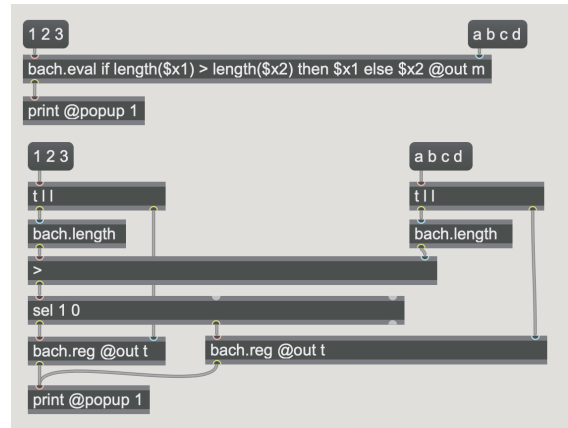 1 2 3
a b c d
bach.eval if length($x1) > length($x2) then $x1 else $x2 @out m
print @popup 1
1 2 3
a b c d
t l l
t l l
bach.length
bach.length
>
sel 1 0
bach.reg @out t
bach.reg @out t
print @popup 1